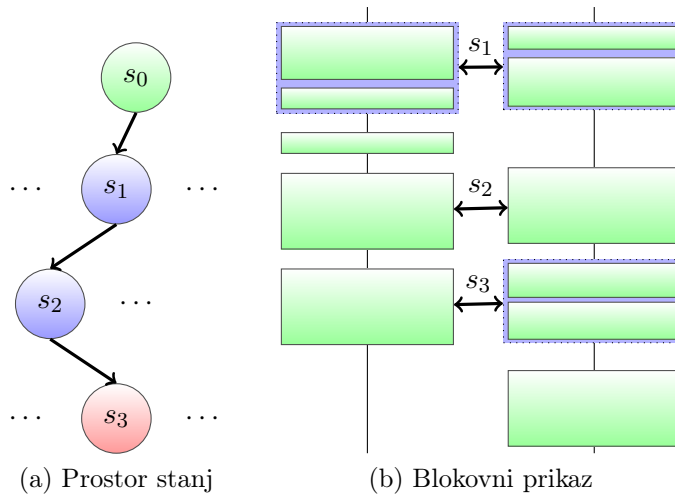 s₀
… s₁ …
s₂ …
… s₃ …
(a) Prostor stanj
s₁
s₂
s₃
(b) Blokovni prikaz